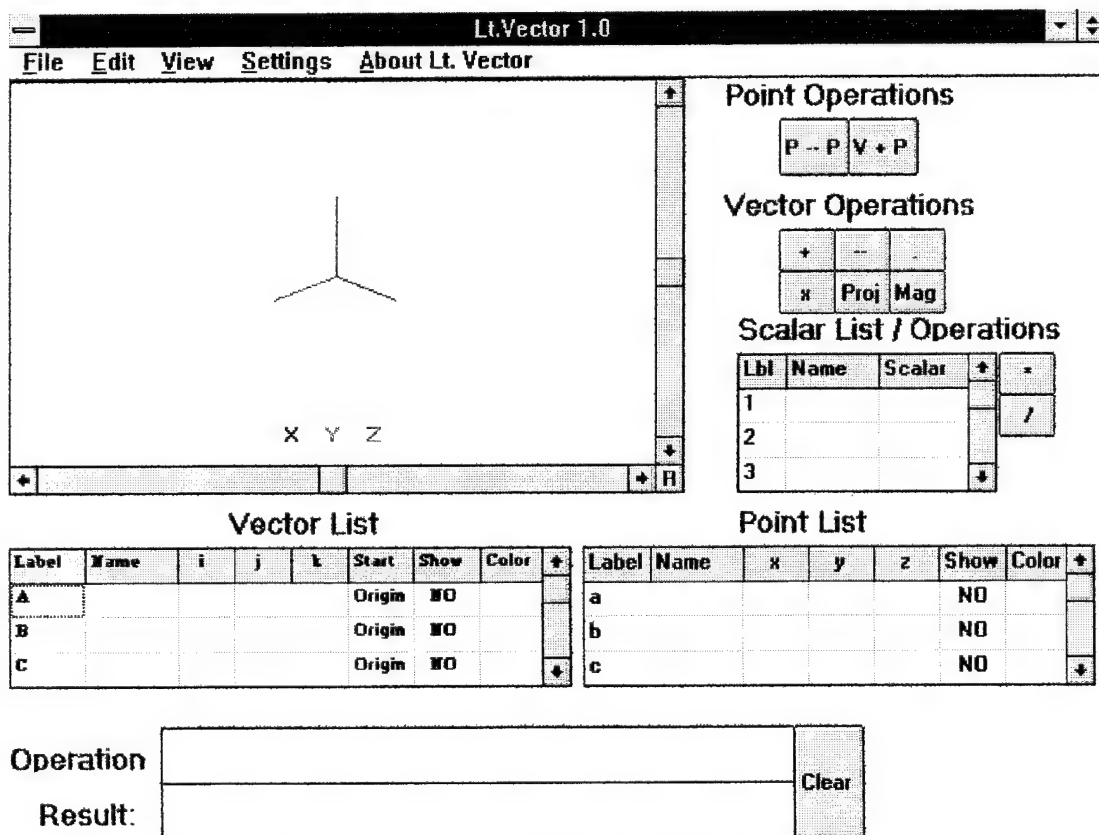 Lt.Vector 1.0
File Edit View Settings About Lt. Vector
Point Operations
P -- P V + P
Vector Operations
+ -- .
x Proj Mag
Scalar List / Operations
Lbl Name Scalar
1
2
3
* /
X Y Z
R
Vector List
Label Name i j k Start Show Color
A Origin NO
B Origin NO
C Origin NO
Point List
Label Name x y z Show Color
a NO
b NO
c NO
Operation
Clear
Result: